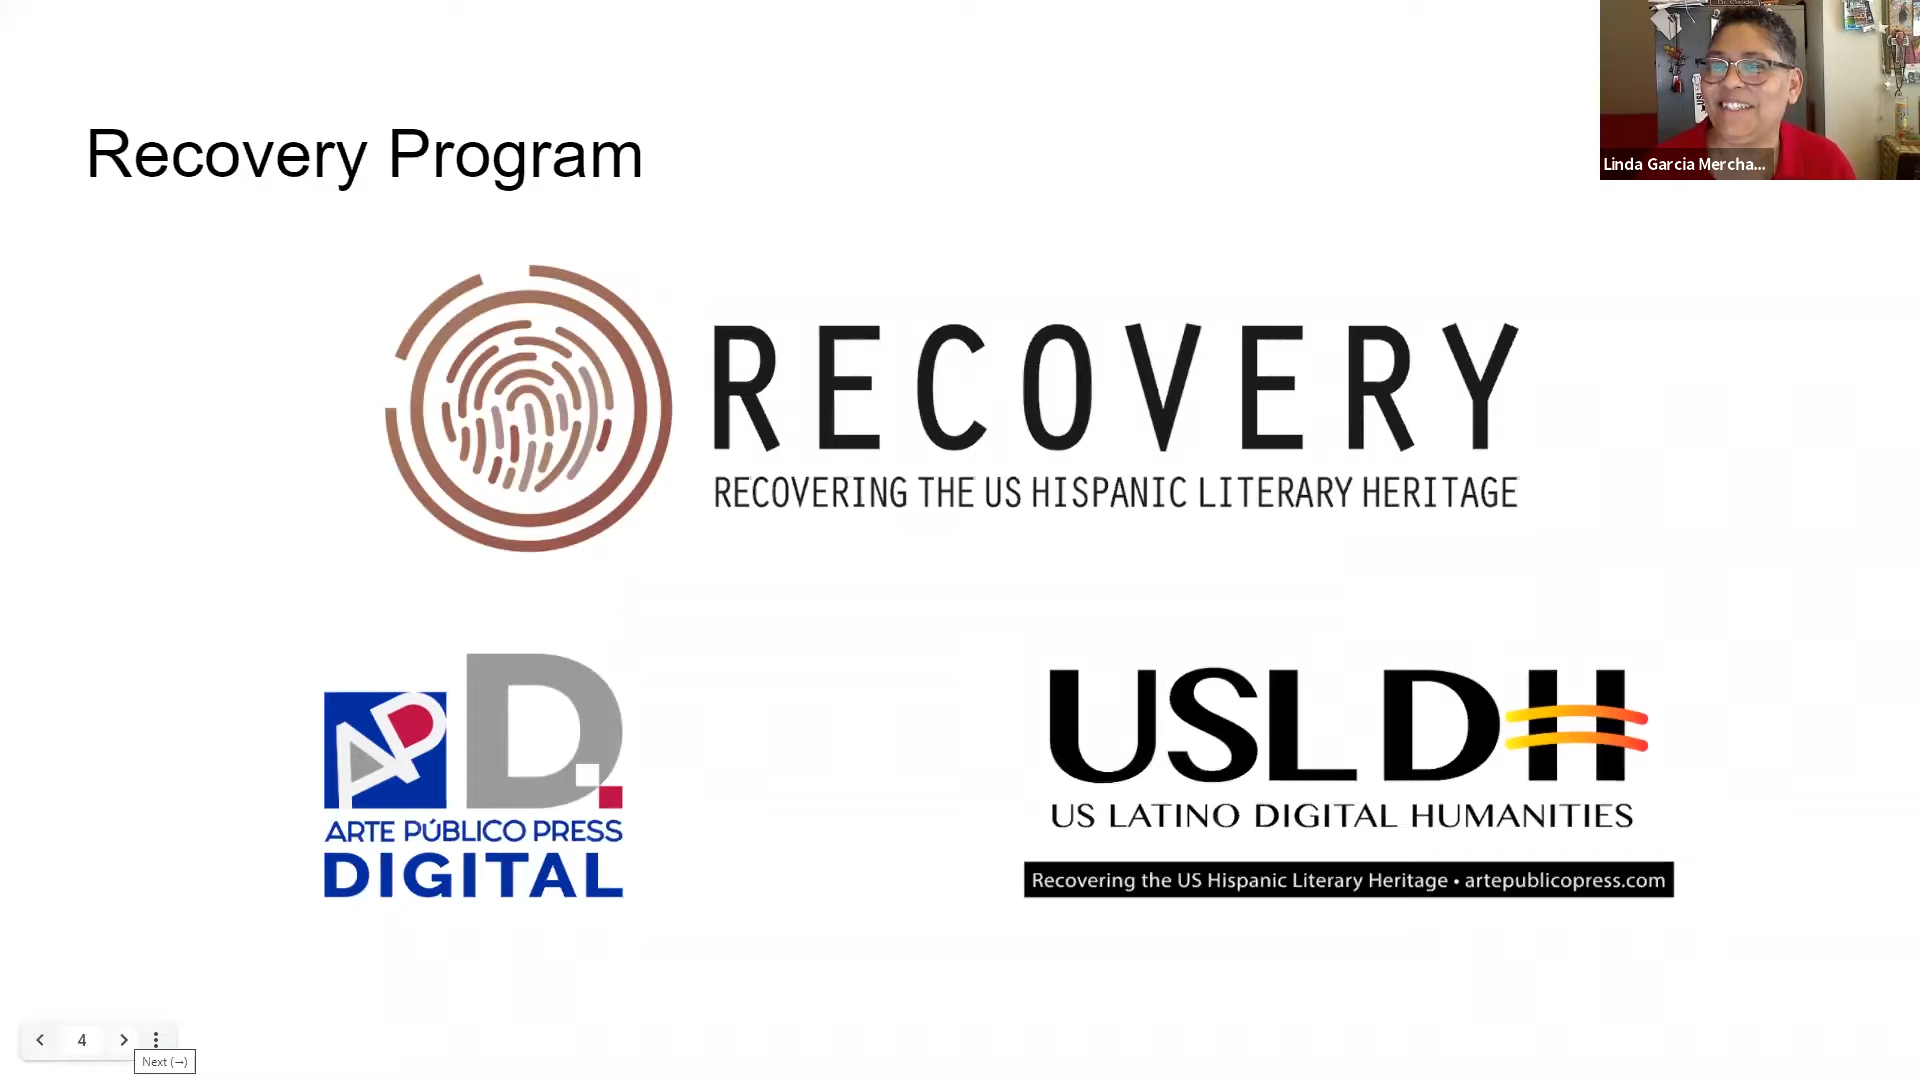 Linda Garcia Mercha...
Recovery Program
RECOVERY
RECOVERING THE US HISPANIC LITERARY HERITAGE
AP D.
ARTE PÚBLICO PRESS
DIGITAL
USLDH
US LATINO DIGITAL HUMANITIES
Recovering the US Hispanic Literary Heritage • artepublicopress.com
4
Next (→)